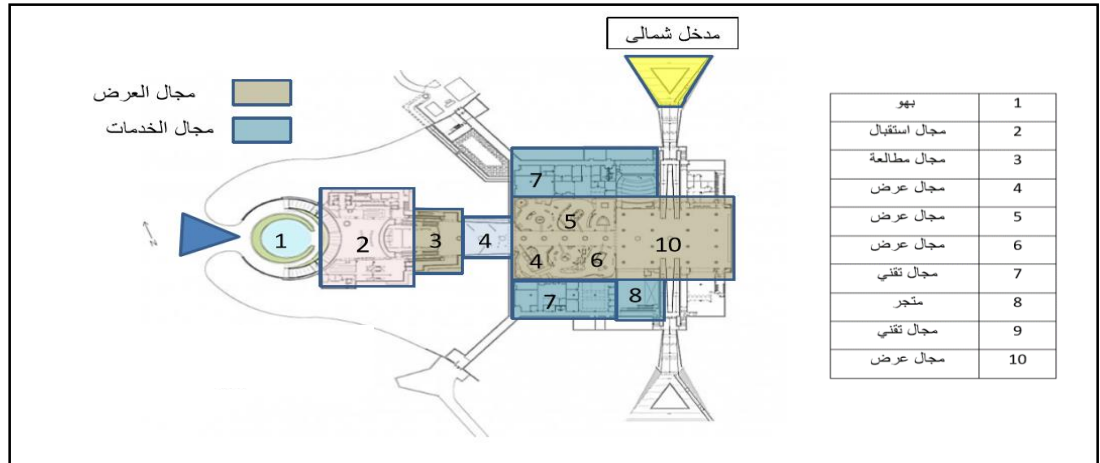 مدخل شمالى
مجال العرض
مجال الخدمات
7
5
1
2
3
4
10
4
6
7
8
N
بهو 1
مجال استقبال 2
مجال مطالعة 3
مجال عرض 4
مجال عرض 5
مجال عرض 6
مجال تقني 7
متجر 8
مجال تقني 9
مجال عرض 10